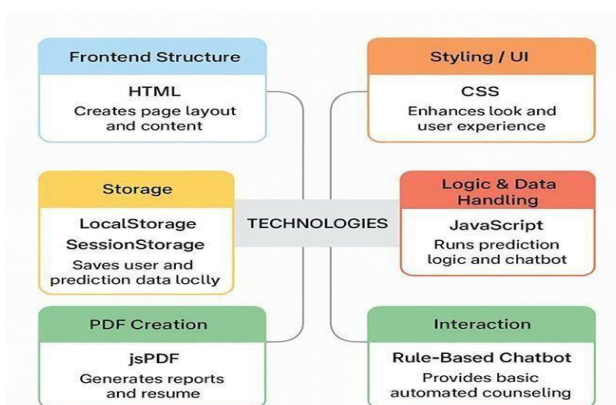 Frontend Structure
HTML
Creates page layout
and content
Styling / UI
CSS
Enhances look and
user experience
Storage
LocalStorage
SessionStorage
Saves user and
prediction data loclly
TECHNOLOGIES
Logic & Data
Handling
JavaScript
Runs prediction
logic and chatbot
PDF Creation
jsPDF
Generates reports
and resume
Interaction
Rule-Based Chatbot
Provides basic
automated counseling